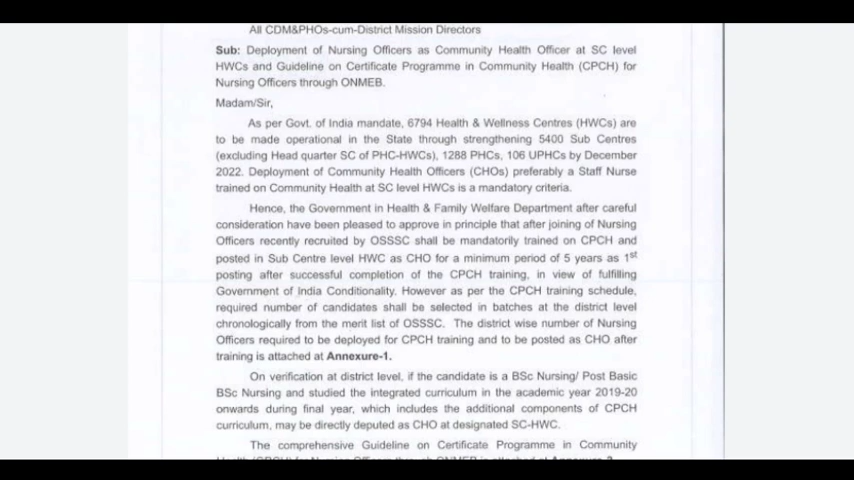 All CDM&PHOs-cum-District Mission Directors
Sub: Deployment of Nursing Officers as Community Health Officer at SC level
HWCs and Guideline on Certificate Programme in Community Health (CPCH) for
Nursing Officers through ONMEB.
Madam/Sir,
As per Govt. of India mandate, 6794 Health & Wellness Centres (HWCs) are
to be made operational in the State through strengthening 5400 Sub Centres
(excluding Head quarter SC of PHC-HWCs), 1288 PHCs, 106 UPHCs by December
2022. Deployment of Community Health Officers (CHOs) preferably a Staff Nurse
trained on Community Health at SC level HWCs is a mandatory criteria.
Hence, the Government in Health & Family Welfare Department after careful
consideration have been pleased to approve in principle that after joining of Nursing
Officers recently recruited by OSSSC shall be mandatorily trained on CPCH and
posted in Sub Centre level HWC as CHO for a minimum period of 5 years as 1st
posting after successful completion of the CPCH training, in view of fulfilling
Government of India Conditionality. However as per the CPCH training schedule,
required number of candidates shall be selected in batches at the district level
chronologically from the merit list of OSSSC. The district wise number of Nursing
Officers required to be deployed for CPCH training and to be posted as CHO after
training is attached at Annexure-1.
On verification at district level, if the candidate is a BSc Nursing/ Post Basic
BSc Nursing and studied the integrated curriculum in the academic year 2019-20
onwards during final year, which includes the additional components of CPCH
curriculum, may be directly deputed as CHO at designated SC-HWC.
The comprehensive Guideline on Certificate Programme in Community